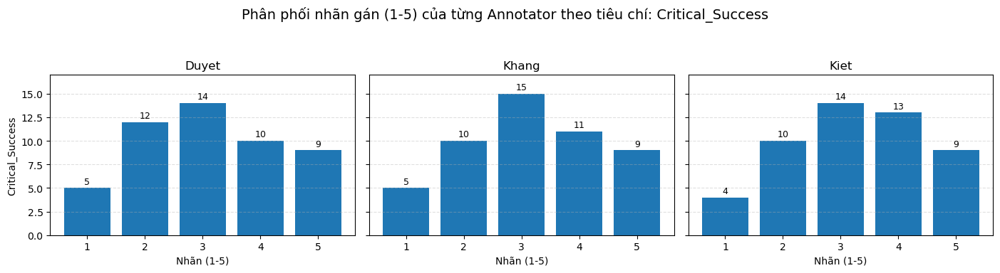 Phân phối nhãn gán (1-5) của từng Annotator theo tiêu chí: Critical_Success
Duyet
Khang
Kiet
Critical_Success
15.0
12.5
10.0
7.5
5.0
2.5
0.0
5
12
14
10
9
5
10
15
11
9
4
10
14
13
9
1 2 3 4 5
1 2 3 4 5
1 2 3 4 5
Nhãn (1-5)
Nhãn (1-5)
Nhãn (1-5)